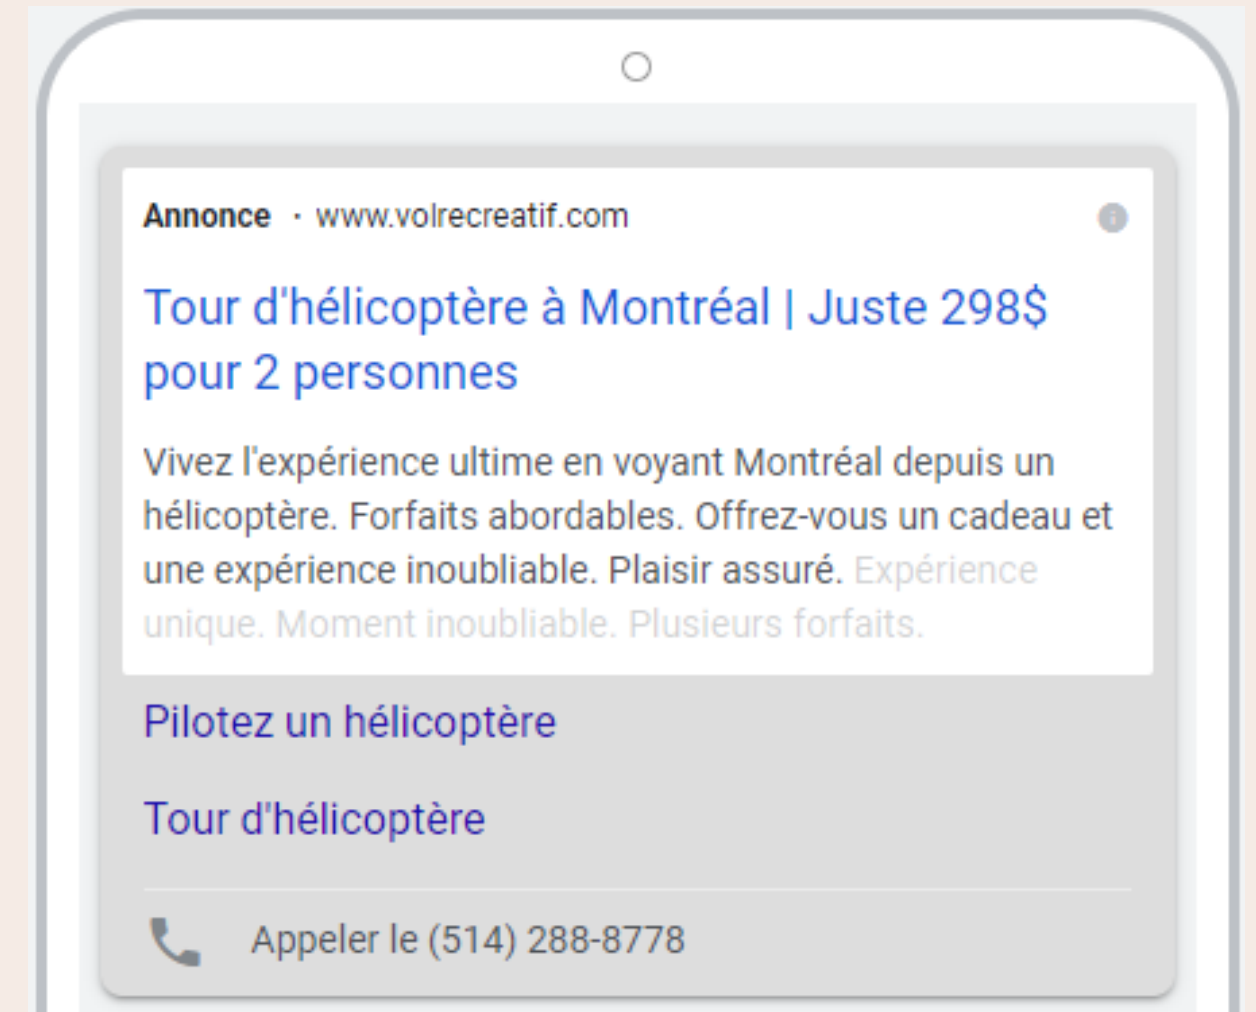 Annonce · www.volrecreatif.com
Tour d'hélicoptère à Montréal | Juste 298$
pour 2 personnes
Vivez l'expérience ultime en voyant Montréal depuis un
hélicoptère. Forfaits abordables. Offrez-vous un cadeau et
une expérience inoubliable. Plaisir assuré. Expérience
unique. Moment inoubliable. Plusieurs forfaits.
Pilotez un hélicoptère
Tour d'hélicoptère
Appeler le (514) 288-8778